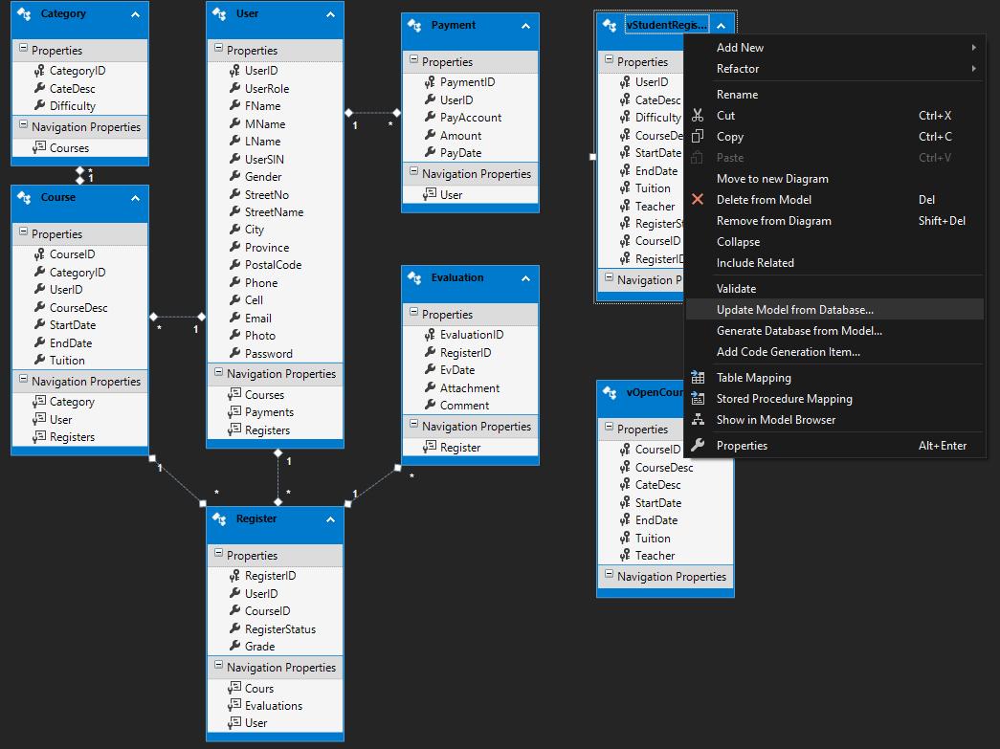 Category
Properties
CategoryID
CateDesc
Difficulty
Navigation Properties
Courses
*
1
Course
Properties
CourseID
CategoryID
UserID
CourseDesc
StartDate
EndDate
Tuition
Navigation Properties
Category
User
Registers
*
1
1
*
User
Properties
UserID
UserRole
FName
MName
LName
UserSIN
Gender
StreetNo
StreetName
City
Province
PostalCode
Phone
Cell
Email
Photo
Password
Navigation Properties
Courses
Payments
Registers
1
*
1
*
Payment
Properties
PaymentID
UserID
PayAccount
Amount
PayDate
Navigation Properties
User
Evaluation
Properties
EvaluationID
RegisterID
EvDate
Attachment
Comment
Navigation Properties
Register
*
1
Register
Properties
RegisterID
UserID
CourseID
RegisterStatus
Grade
Navigation Properties
Cours
Evaluations
User
vStudentRegis...
Properties
UserID
CateDesc
Difficulty
CourseDe
StartDate
EndDate
Tuition
Teacher
RegisterSt
CourseID
RegisterID
Navigation P
vOpenCour
Properties
CourseID
CourseDesc
CateDesc
StartDate
EndDate
Tuition
Teacher
Navigation Properties
Add New
Refactor
Rename
Cut Ctrl+X
Copy Ctrl+C
Paste Ctrl+V
Move to new Diagram
Delete from Model Del
Remove from Diagram Shift+Del
Collapse
Include Related
Validate
Update Model from Database...
Generate Database from Model...
Add Code Generation Item...
Table Mapping
Stored Procedure Mapping
Show in Model Browser
Properties Alt+Enter